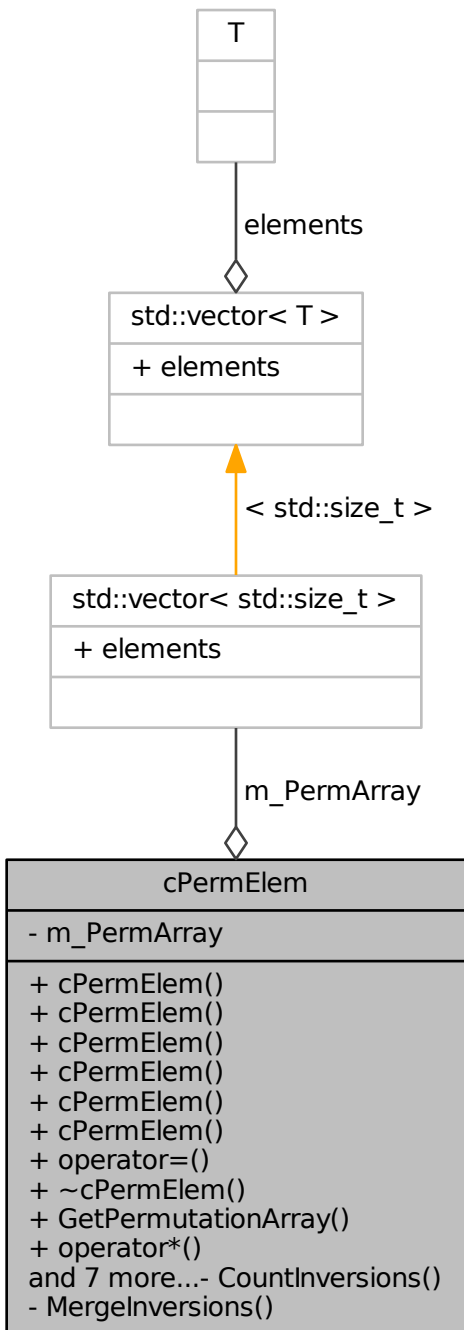 T
elements
std::vector< T >
+ elements
< std::size_t >
std::vector< std::size_t >
+ elements
m_PermArray
cPermElem
- m_PermArray
+ cPermElem()
+ cPermElem()
+ cPermElem()
+ cPermElem()
+ cPermElem()
+ cPermElem()
+ operator=()
+ ~cPermElem()
+ GetPermutationArray()
+ operator*()
and 7 more...- CountInversions()
- MergeInversions()